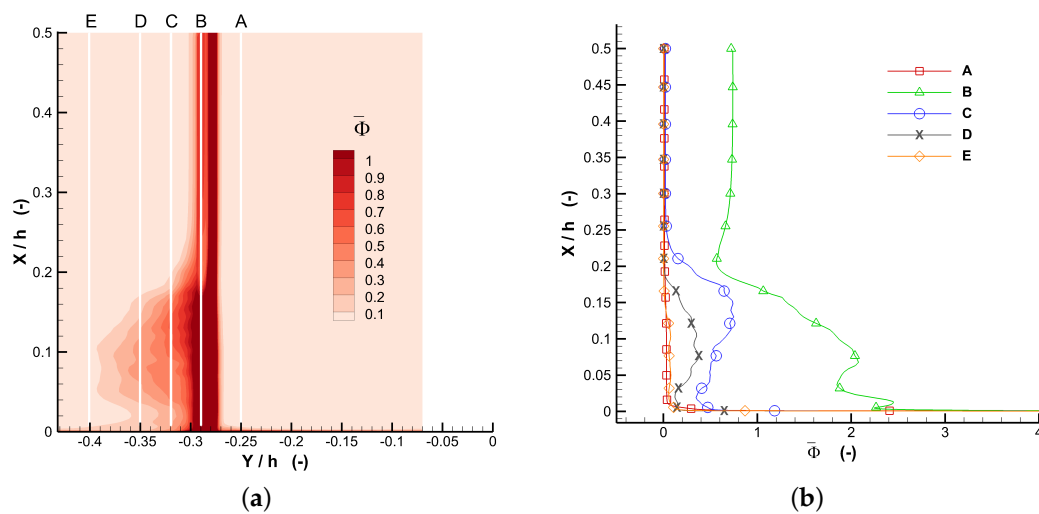 E D C B A
0.5
0.4
0.3
0.2
0.1
0
X / h (-)
-0.4 -0.35 -0.3 -0.25 -0.2 -0.15 -0.1 -0.05 0
Y / h (-)
Φ̅
1
0.9
0.8
0.7
0.6
0.5
0.4
0.3
0.2
0.1
(a)
0.5
0.45
0.4
0.35
0.3
0.25
0.2
0.15
0.1
0.05
0
X / h (-)
0 1 2 3 4
Φ̅ (-)
A
B
C
D
E
(b)